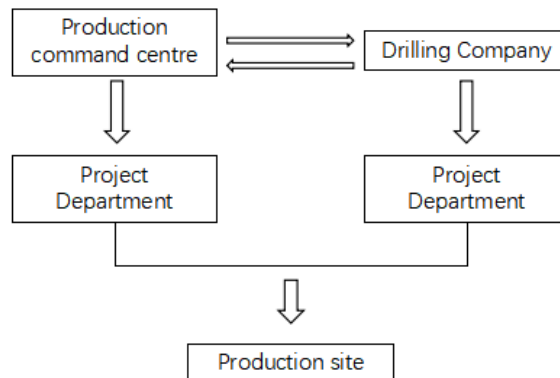 Production
command centre
Drilling Company
Project
Department
Project
Department
Production site